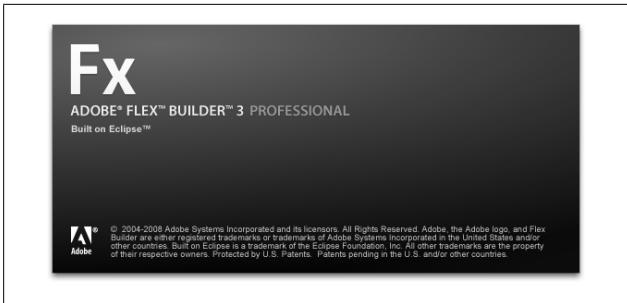 Fx
ADOBE® FLEX™ BUILDER™ 3 PROFESSIONAL
Built on Eclipse™
® © 2004-2008 Adobe Systems Incorporated and its licensors. All Rights Reserved. Adobe, the Adobe logo, and Flex
Builder are either registered trademarks or trademarks of Adobe Systems Incorporated in the United States and/or
other countries. Built on Eclipse is a trademark of the Eclipse Foundation, Inc. All other trademarks are the property
Adobe of their respective owners. Protected by U.S. Patents. Patents pending in the U.S. and/or other countries.